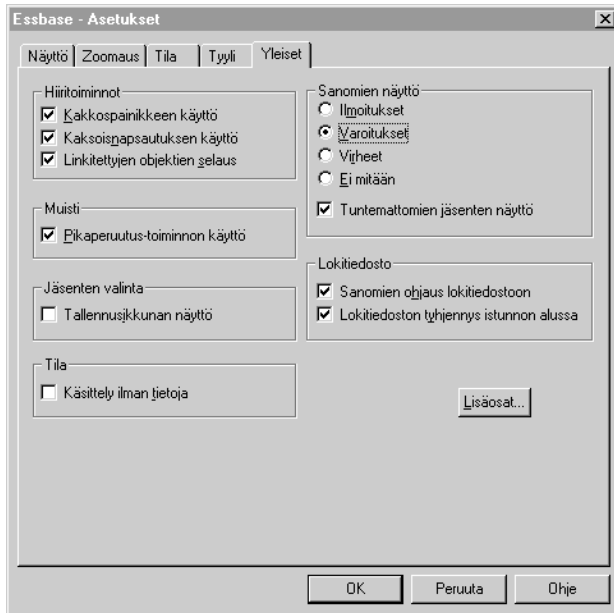 Essbase - Asetukset
Näyttö Zoomaus Tila Tyyli Yleiset
Hiiritoiminnot
Kakkospainikkeen käyttö
Kaksoisnapsautuksen käyttö
Linkitettyjen objektien selaus
Muisti
Pikaperuutus-toiminnon käyttö
Jäsenten valinta
Tallennusikkunan näyttö
Tila
Käsittely ilman tietoja
Sanomien näyttö
Ilmoitukset
Varoitukset
Virheet
Ei mitään
Tuntemattomien jäsenten näyttö
Lokitiedosto
Sanomien ohjaus lokitiedostoon
Lokitiedoston tyhjennys istunnon alussa
Lisäosat...
OK Peruuta Ohje